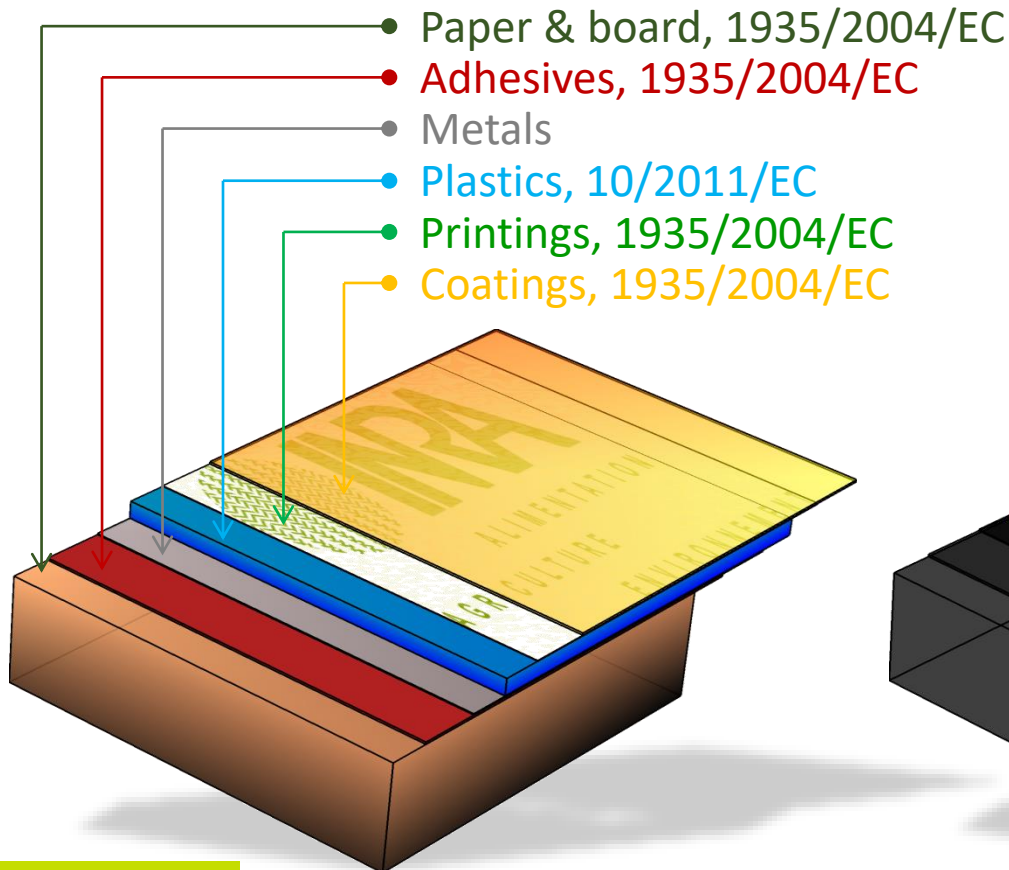 Paper & board, 1935/2004/EC
Adhesives, 1935/2004/EC
Metals
Plastics, 10/2011/EC
Printings, 1935/2004/EC
Coatings, 1935/2004/EC
INRA
ALIMENTATION
AGRICULTURE
ENVIRONNEMENT